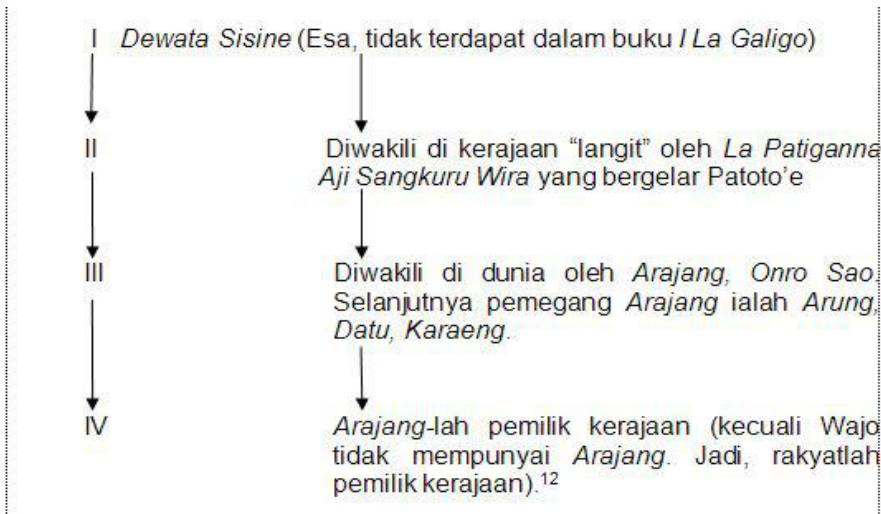 I Dewata Sisine (Esa, tidak terdapat dalam buku I La Galigo)
II Diwakili di kerajaan “langit” oleh La Patiganna
Aji Sangkuru Wira yang bergelar Patoto’e
III Diwakili di dunia oleh Arajang, Onro Sao.
Selanjutnya pemegang Arajang ialah Arung,
Datu, Karaeng.
IV Arajang-lah pemilik kerajaan (kecuali Wajo
tidak mempunyai Arajang. Jadi, rakyatlah
pemilik kerajaan).12